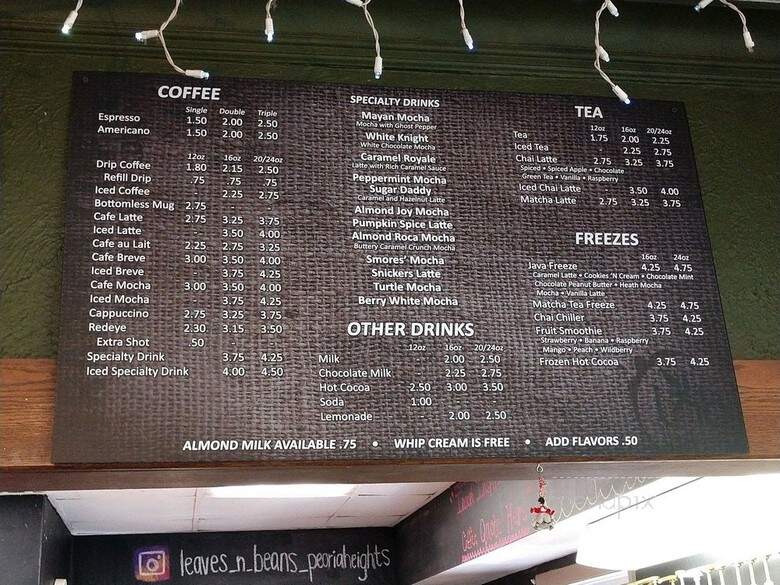 COFFEE
Single Double Triple
Espresso 1.50 2.00 2.50
Americano 1.50 2.00 2.50
12oz 16oz 20/24oz
Drip Coffee 1.80 2.15 2.50
Refill Drip .75 .75 .75
Iced Coffee - 2.25 2.75
Bottomless Mug 2.75
Cafe Latte 2.75 3.25 3.75
Iced Latte - 3.50 4.00
Cafe au Lait 2.25 2.75 3.25
Cafe Breve 3.00 3.50 4.00
Iced Breve - 3.75 4.25
Cafe Mocha 3.00 3.50 4.00
Iced Mocha - 3.75 4.25
Cappuccino 2.75 3.25 3.75
Redeye 2.30 3.15 3.50
Extra Shot .50 -
Specialty Drink 3.75 4.25
Iced Specialty Drink 4.00 4.50
SPECIALTY DRINKS
Mayan Mocha
Mocha with Ghost Pepper
White Knight
White Chocolate Mocha
Caramel Royale
Latte with Rich Caramel Sauce
Peppermint Mocha
Sugar Daddy
Caramel and Hazelnut Latte
Almond Joy Mocha
Pumpkin Spice Latte
Almond Roca Mocha
Buttery Caramel Crunch Mocha
Smores' Mocha
Snickers Latte
Turtle Mocha
Berry White Mocha
OTHER DRINKS
12oz 16oz 20/24oz
Milk - 2.00 2.50
Chocolate Milk - 2.25 2.75
Hot Cocoa 2.50 3.00 3.50
Soda 1.00
Lemonade 2.00 2.50
TEA
12oz 16oz 20/24oz
Tea 1.75 2.00 2.25
Iced Tea 2.25 2.75
Chai Latte 2.75 3.25 3.75
Spiced • Spiced Apple • Chocolate
Green Tea • Vanilla • Raspberry
Iced Chai Latte 3.50 4.00
Matcha Latte 2.75 3.25 3.75
FREEZES
16oz 24oz
Java Freeze 4.25 4.75
Caramel Latte • Cookies 'N Cream • Chocolate Mint
Chocolate Peanut Butter • Heath Mocha
Mocha • Vanilla Latte
Matcha Tea Freeze 4.25 4.75
Chai Chiller 3.75 4.25
Fruit Smoothie 3.75 4.25
Strawberry • Banana • Raspberry
Mango • Peach • Wildberry
Frozen Hot Cocoa 3.75 4.25
ALMOND MILK AVAILABLE .75 • WHIP CREAM IS FREE • ADD FLAVORS .50
leaves_n_beans_peoriaheights